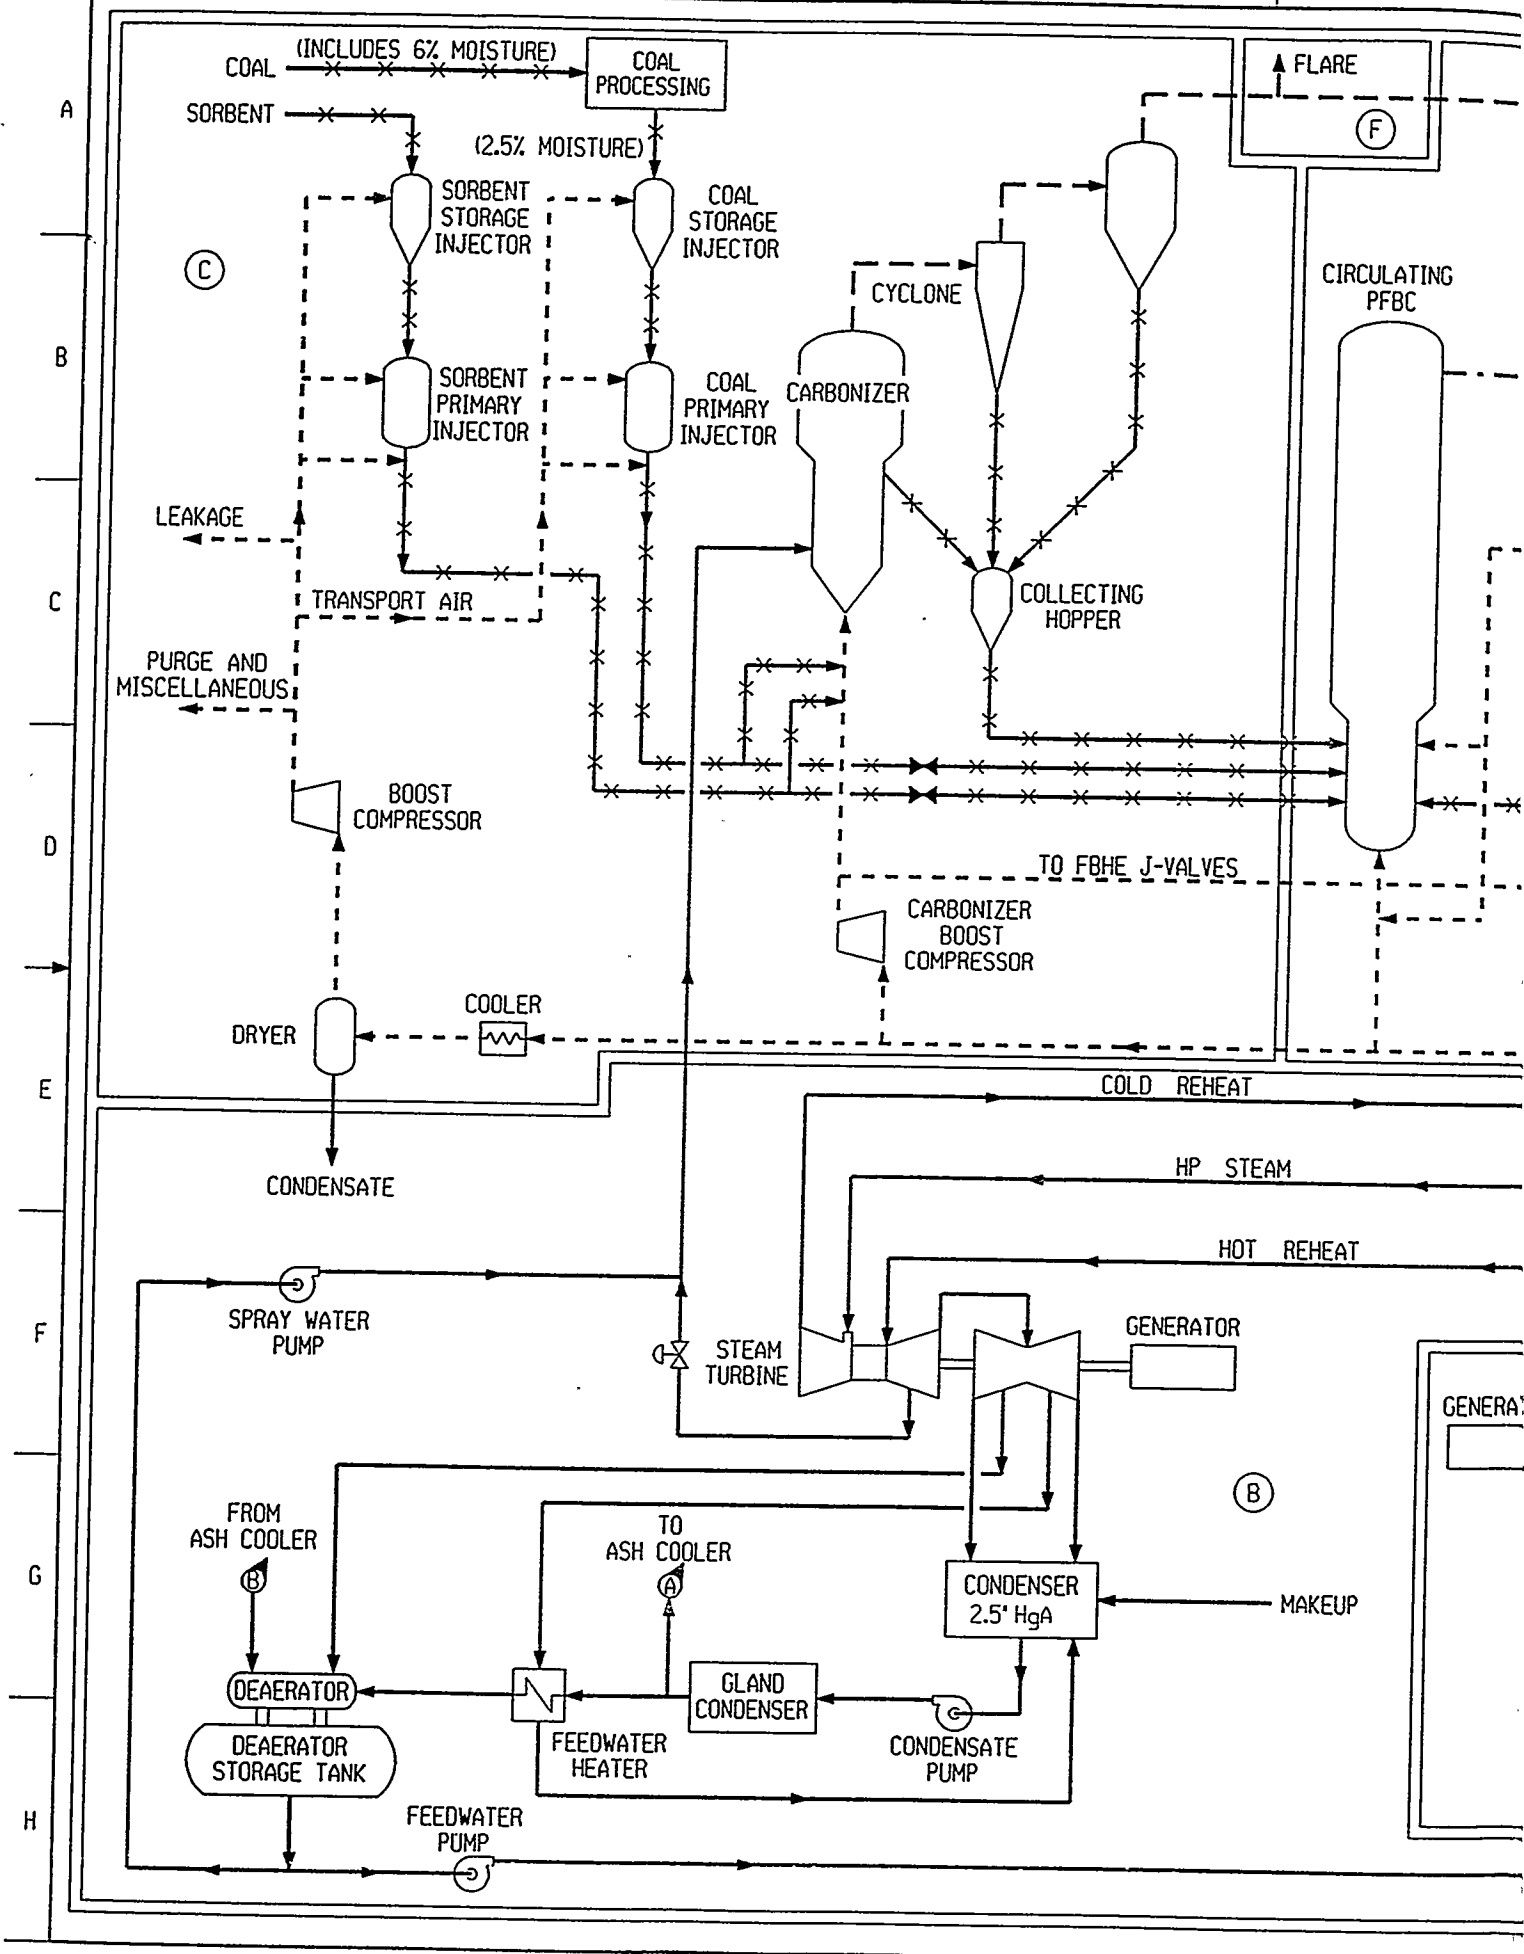 (INCLUDES 6% MOISTURE)
COAL
COAL
PROCESSING
FLARE
A
SORBENT
F
(2.5% MOISTURE)
SORBENT
STORAGE
INJECTOR
COAL
STORAGE
INJECTOR
C
CYCLONE
CIRCULATING
PFBC
B
SORBENT
PRIMARY
INJECTOR
COAL
PRIMARY
INJECTOR
CARBONIZER
LEAKAGE
C
TRANSPORT AIR
COLLECTING
HOPPER
PURGE AND
MISCELLANEOUS
BOOST
COMPRESSOR
D
TO FBHE J-VALVES
CARBONIZER
BOOST
COMPRESSOR
COOLER
DRYER
E
COLD REHEAT
CONDENSATE
HP STEAM
HOT REHEAT
SPRAY WATER
PUMP
F
STEAM
TURBINE
GENERATOR
GENERA
B
FROM
ASH COOLER
B
TO
ASH COOLER
A
G
CONDENSER
2.5" HgA
MAKEUP
DEAERATOR
GLAND
CONDENSER
DEAERATOR
STORAGE TANK
FEEDWATER
HEATER
CONDENSATE
PUMP
H
FEEDWATER
PUMP